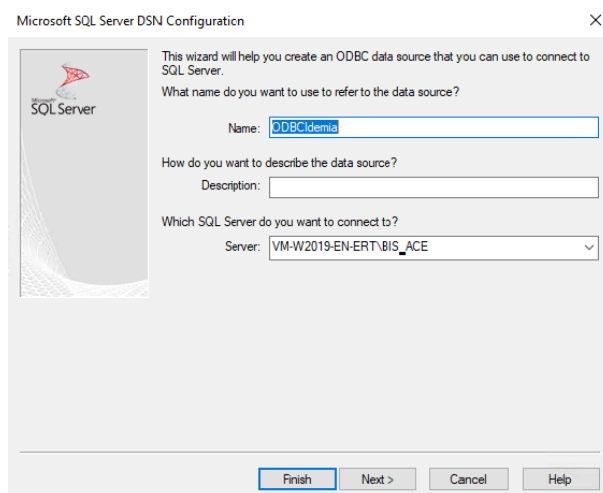 Microsoft SQL Server DSN Configuration
This wizard will help you create an ODBC data source that you can use to connect to
SQL Server.
What name do you want to use to refer to the data source?
Microsoft
SQL Server
Name: ODBCIdemia
How do you want to describe the data source?
Description:
Which SQL Server do you want to connect to?
Server: VM-W2019-EN-ERT\BIS_ACE
Finish Next > Cancel Help